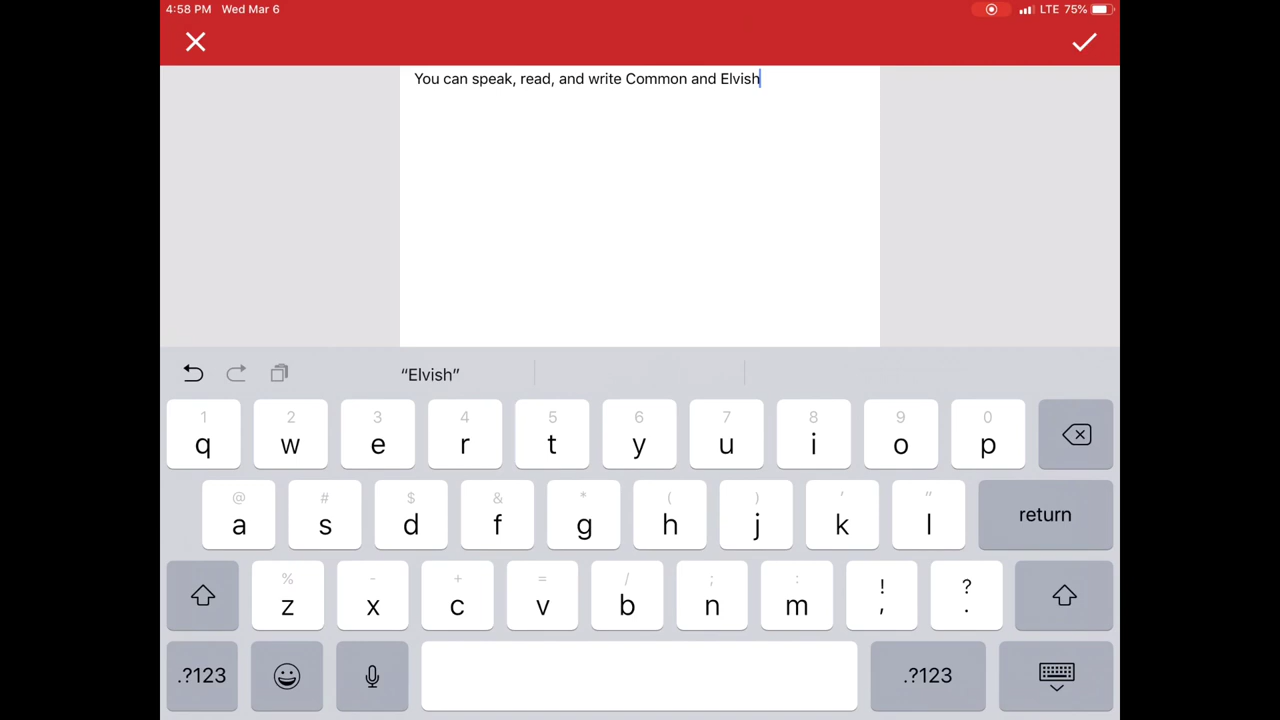 4:58 PM Wed Mar 6 LTE 75%
You can speak, read, and write Common and Elvish
“Elvish”
1 2 3 4 5 6 7 8 9 0
q w e r t y u i o p
@ # $ & * ( ) ' "
a s d f g h j k l return
% - + = / ; : ! ?
z x c v b n m , .
.?123 .?123